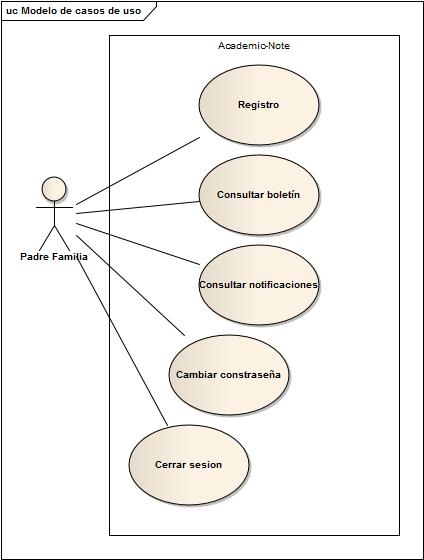 uc Modelo de casos de uso
Academic-Note
Registro
Consultar boletín
Padre Familia
Consultar notificaciones
Cambiar constraseña
Cerrar sesion